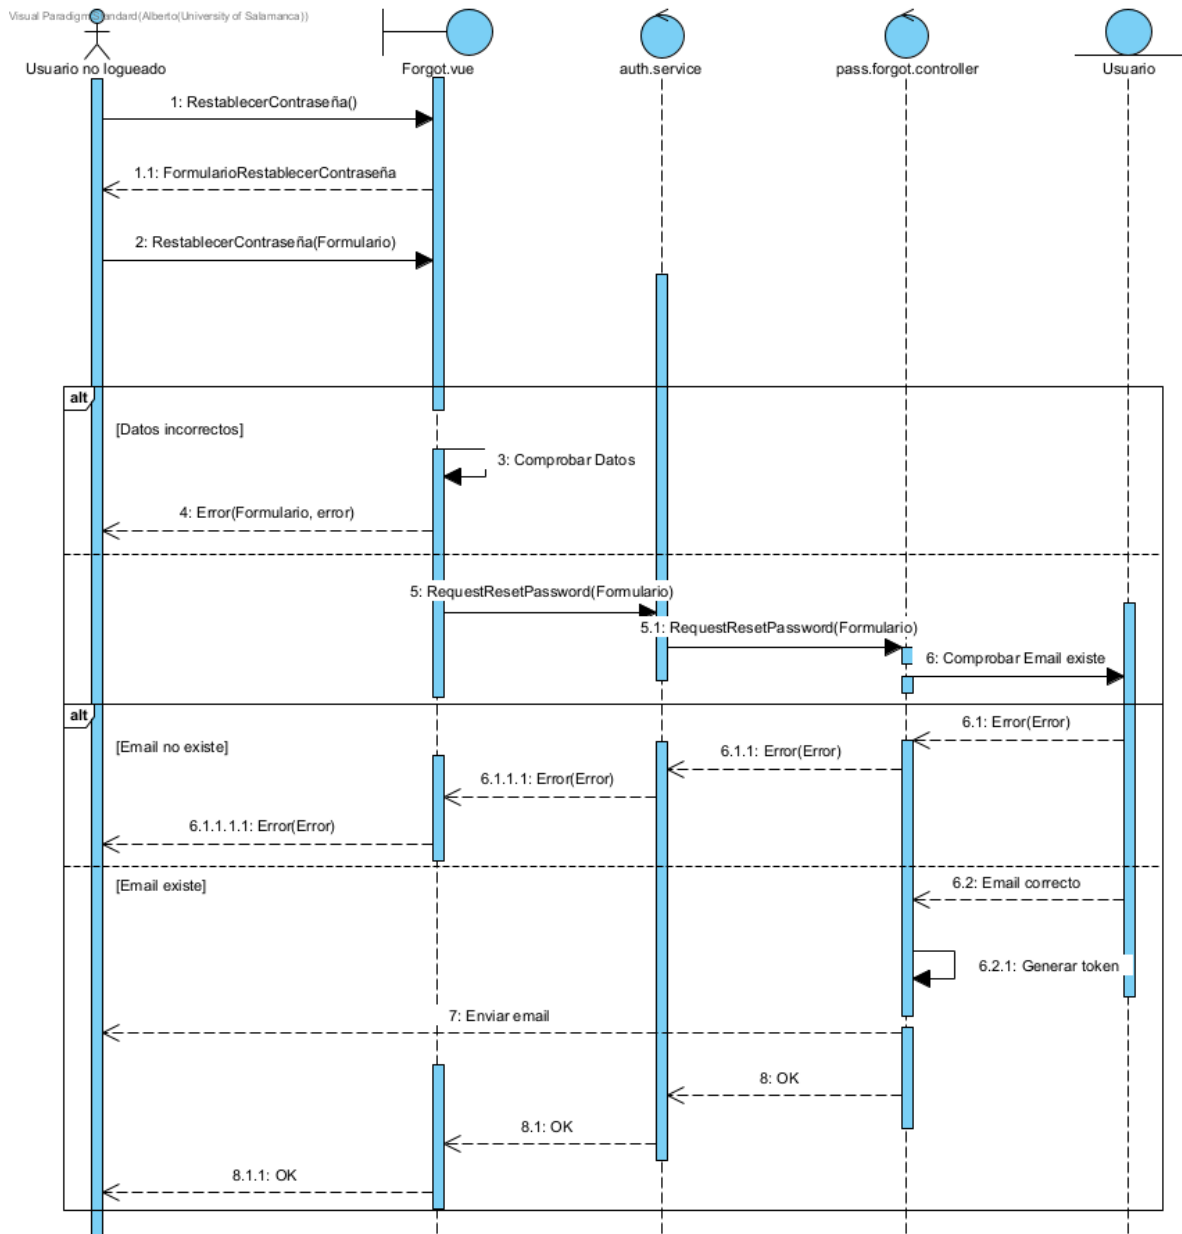 Visual Paradigm Standard(Alberto(University of Salamanca))
Usuario no logueado
Forgot.vue
auth.service
pass.forgot.controller
Usuario
1: RestablecerContraseña()
1.1: FormularioRestablecerContraseña
2: RestablecerContraseña(Formulario)
alt
[Datos incorrectos]
3: Comprobar Datos
4: Error(Formulario, error)
5: RequestResetPassword(Formulario)
5.1: RequestResetPassword(Formulario)
6: Comprobar Email existe
alt
6.1: Error(Error)
[Email no existe]
6.1.1: Error(Error)
6.1.1.1: Error(Error)
6.1.1.1.1: Error(Error)
[Email existe]
6.2: Email correcto
6.2.1: Generar token
7: Enviar email
8: OK
8.1: OK
8.1.1: OK